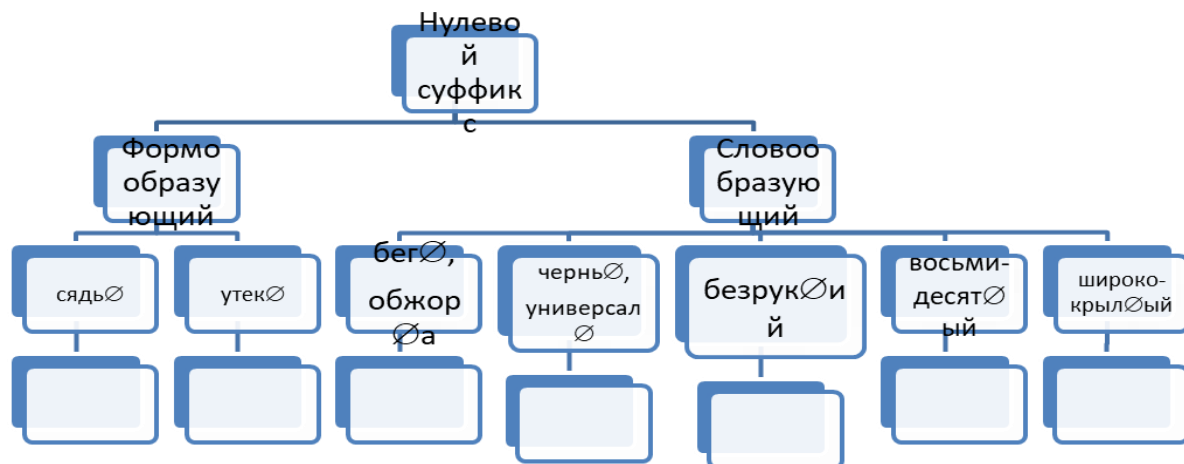 Нулево
й
суффик
с
Формо
образу
ющий
Словоо
бразую
щий
сядь∅
утек∅
бег∅,
обжор
∅а
чернь∅,
универсал
∅
безрук∅и
й
восьми-
десят∅
ый
широко-
крыл∅ый